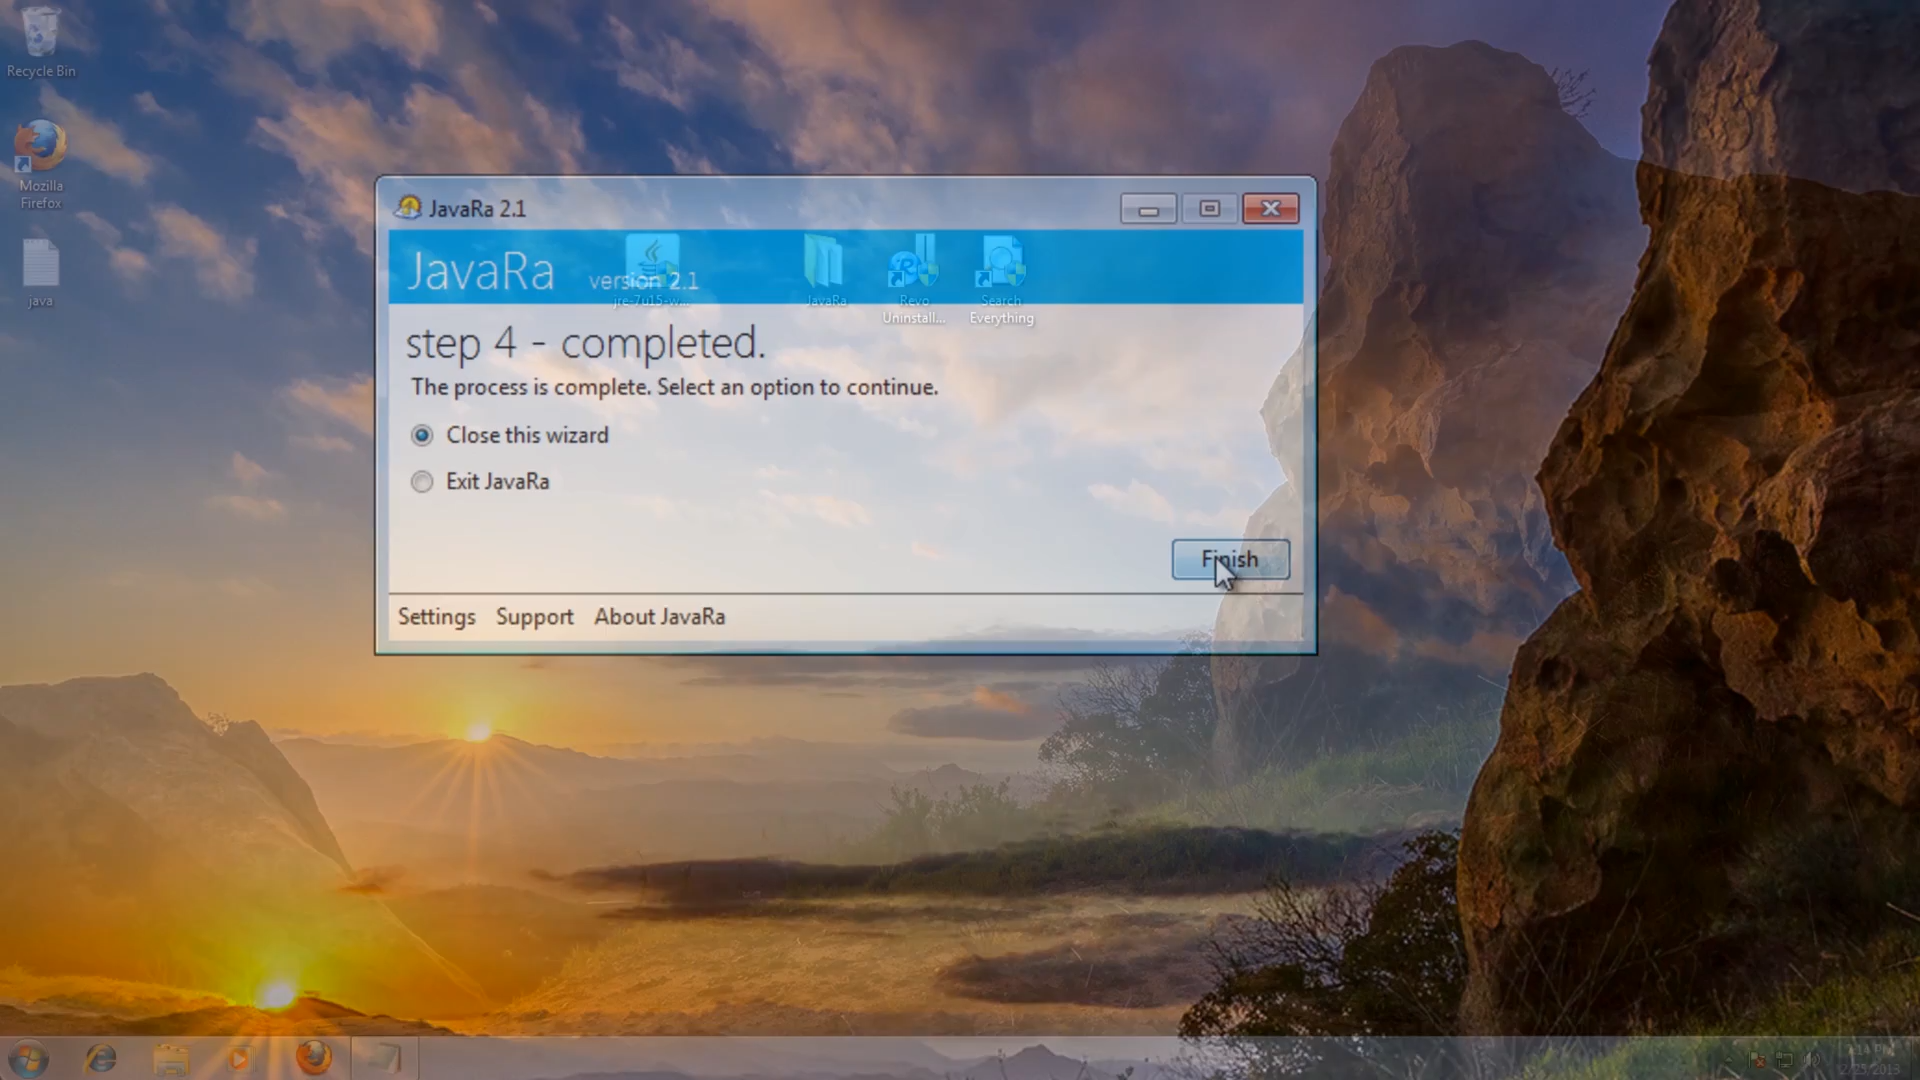 Recycle Bin
Mozilla
Firefox
java
JavaRa 2.1
JavaRa version 2.1
jre-7u15-w...
JavaRa
Revo
Uninstall...
Search
Everything
step 4 - completed.
The process is complete. Select an option to continue.
Close this wizard
Exit JavaRa
Finish
Settings Support About JavaRa